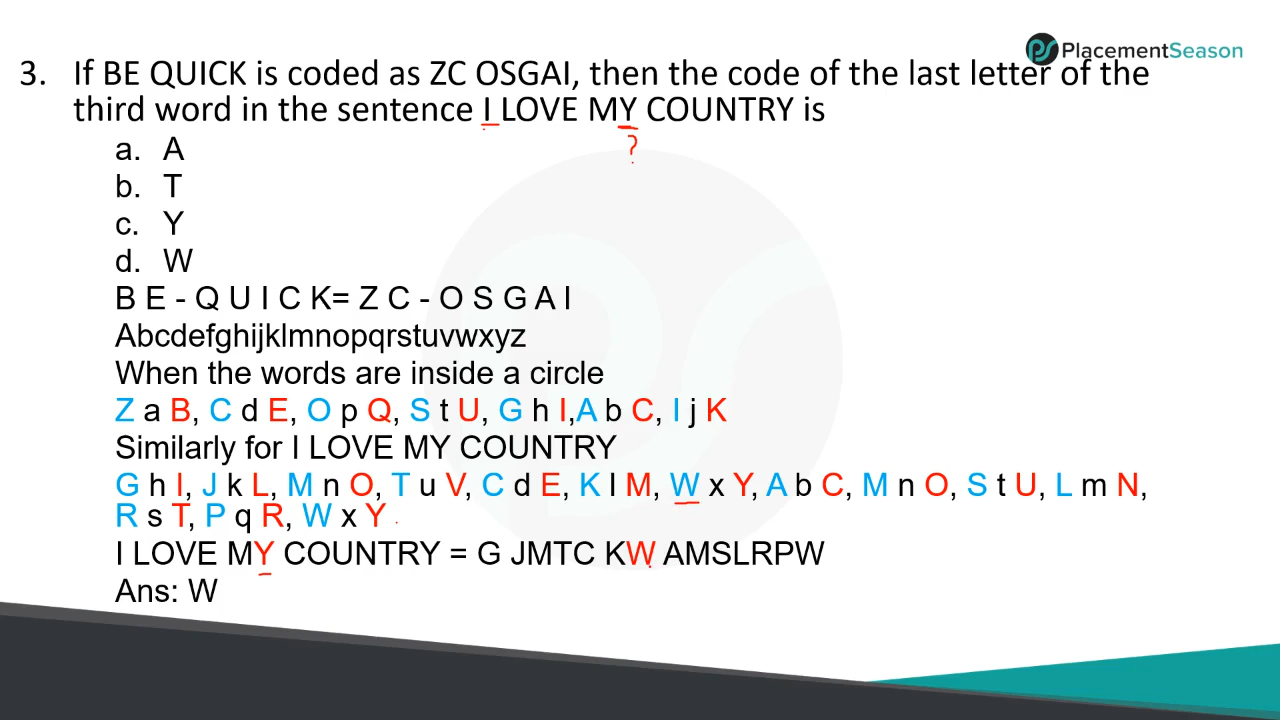 PlacementSeason
3. If BE QUICK is coded as ZC OSGAI, then the code of the last letter of the
third word in the sentence I LOVE MY COUNTRY is
?
a. A
b. T
c. Y
d. W
B E - Q U I C K= Z C - O S G A I
Abcdefghijklmnopqrstuvwxyz
When the words are inside a circle
Z a B, C d E, O p Q, S t U, G h I,A b C, I j K
Similarly for I LOVE MY COUNTRY
G h I, J k L, M n O, T u V, C d E, K l M, W x Y, A b C, M n O, S t U, L m N,
R s T, P q R, W x Y
I LOVE MY COUNTRY = G JMTC KW AMSLRPW
Ans: W